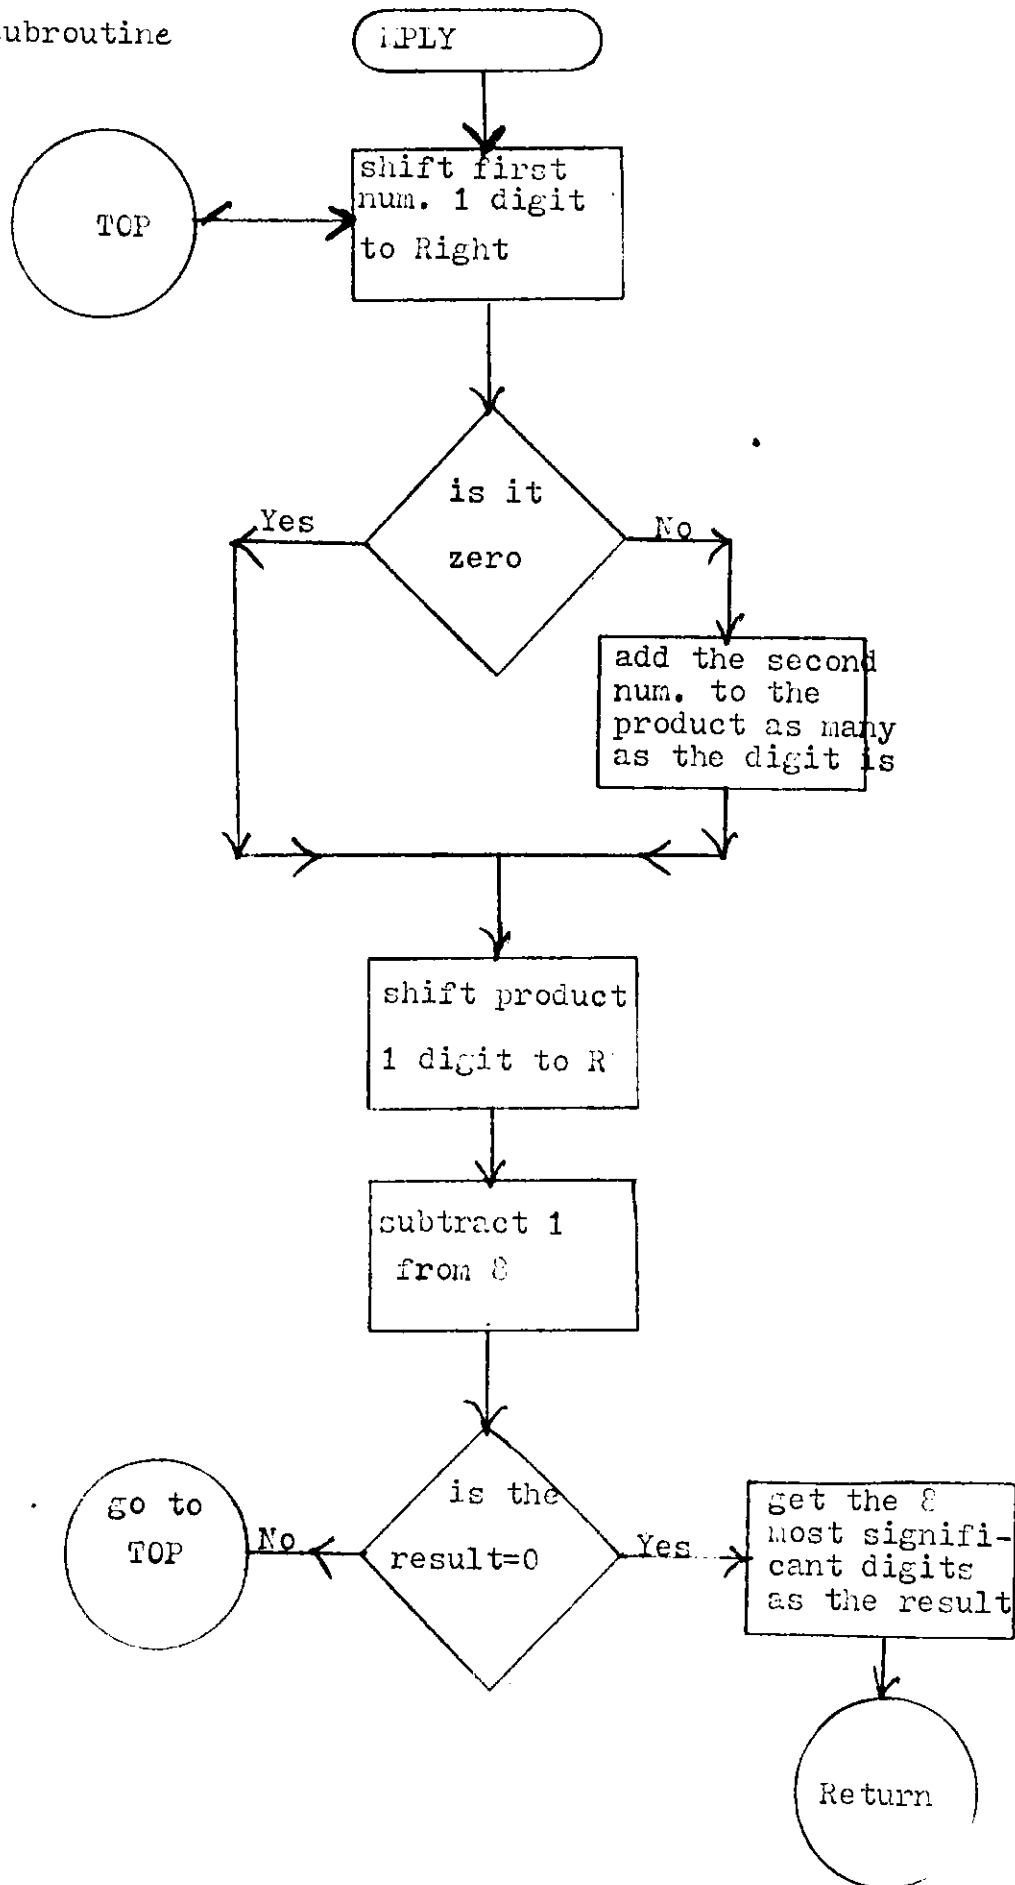 ubroutine
MPLY
shift first
num. 1 digit
to Right
TOP
is it
zero
Yes
No
add the second
num. to the
product as many
as the digit is
shift product
1 digit to R
subtract 1
from 8
is the
result=0
No
go to
TOP
Yes
get the 8
most signifi-
cant digits
as the result
Return